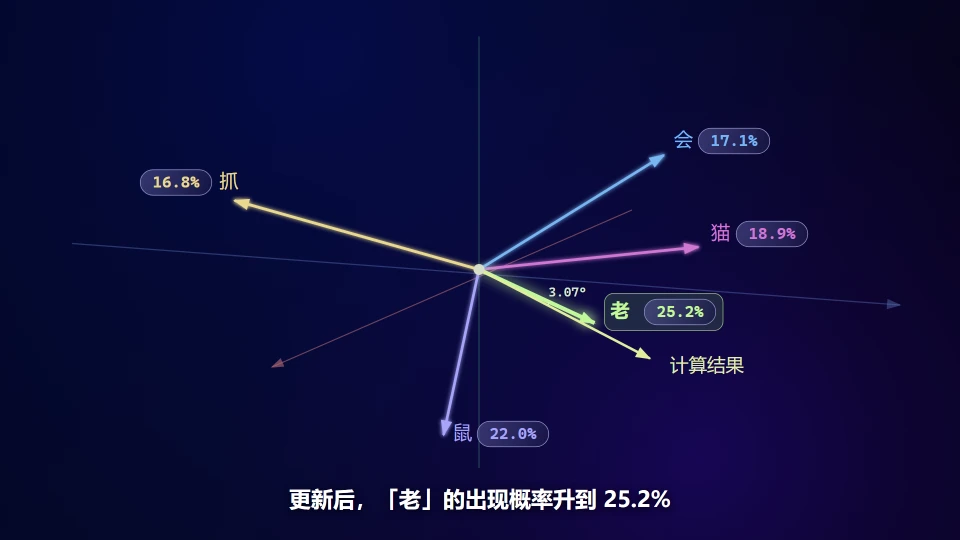 会 17.1%
16.8% 抓
猫 18.9%
3.07°
老 25.2%
计算结果
鼠 22.0%
更新后，「老」的出现概率升到 25.2%